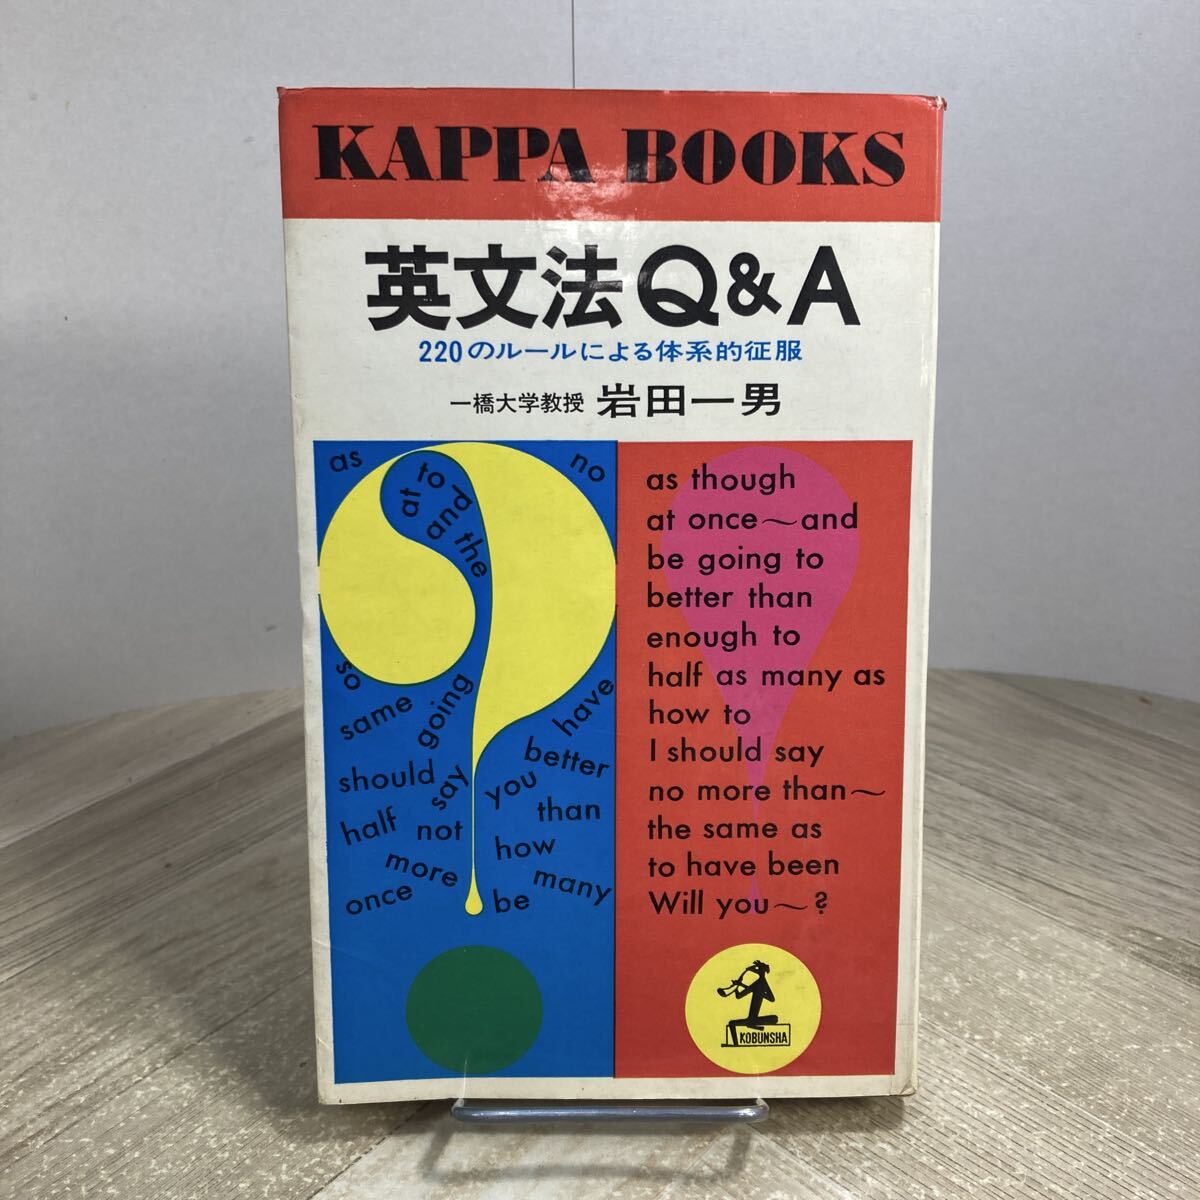 KAPPA BOOKS
英文法Q&A
220のルールによる体系的征服
一橋大学教授 岩田一男
as
no
to
at
and
the
so
same
going
have
should
say
you
better
half
not
than
more
how
once
be
many
as though
at once～and
be going to
better than
enough to
half as many as
how to
I should say
no more than～
the same as
to have been
Will you～?
KOBUNSHA